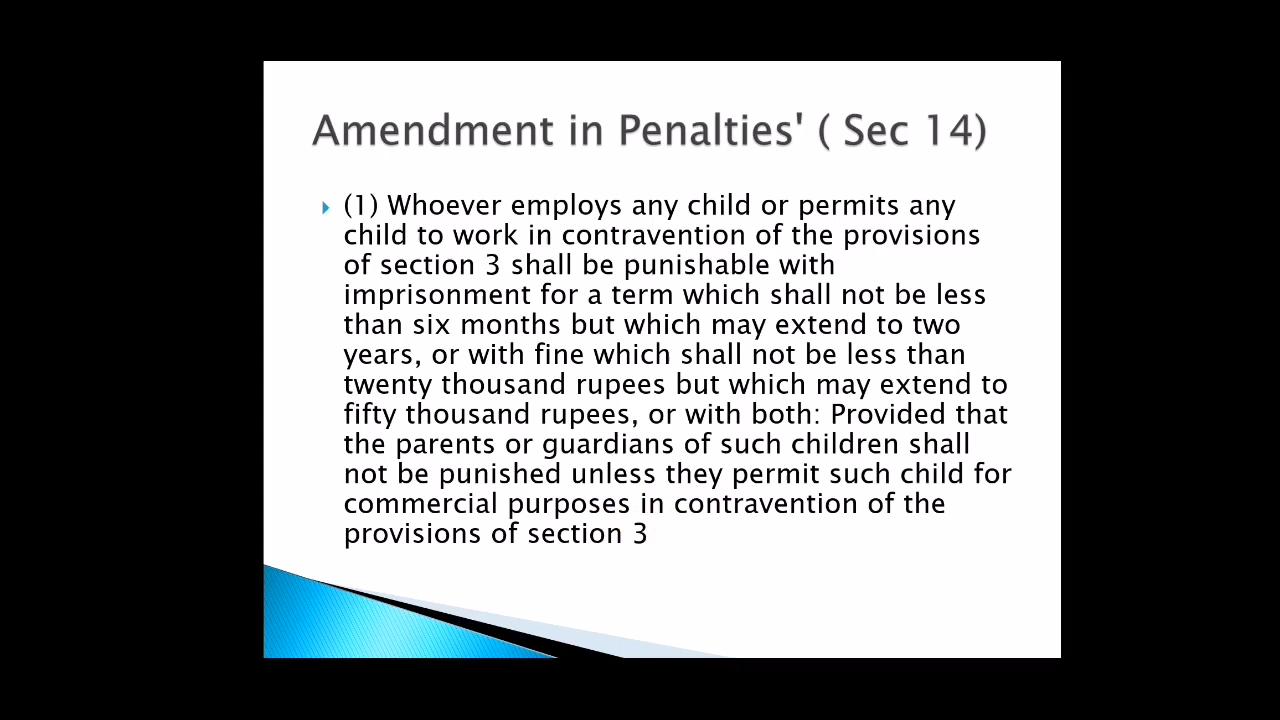 Amendment in Penalties' ( Sec 14)
(1) Whoever employs any child or permits any
child to work in contravention of the provisions
of section 3 shall be punishable with
imprisonment for a term which shall not be less
than six months but which may extend to two
years, or with fine which shall not be less than
twenty thousand rupees but which may extend to
fifty thousand rupees, or with both: Provided that
the parents or guardians of such children shall
not be punished unless they permit such child for
commercial purposes in contravention of the
provisions of section 3